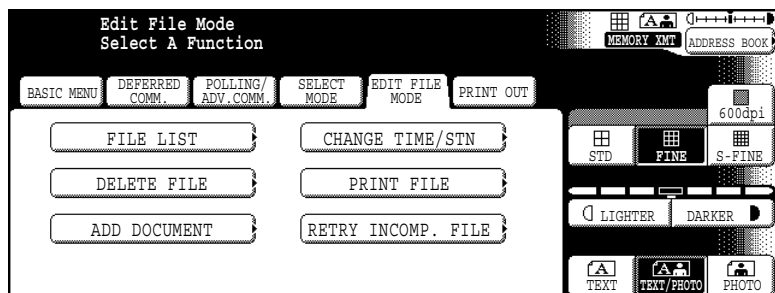 Edit File Mode
Select A Function
MEMORY XMT
ADDRESS BOOK
BASIC MENU
DEFERRED
COMM.
POLLING/
ADV.COMM.
SELECT
MODE
EDIT FILE
MODE
PRINT OUT
FILE LIST
CHANGE TIME/STN
DELETE FILE
PRINT FILE
ADD DOCUMENT
RETRY INCOMP. FILE
600dpi
STD
FINE
S-FINE
LIGHTER
DARKER
A
A
A
TEXT
TEXT/PHOTO
PHOTO